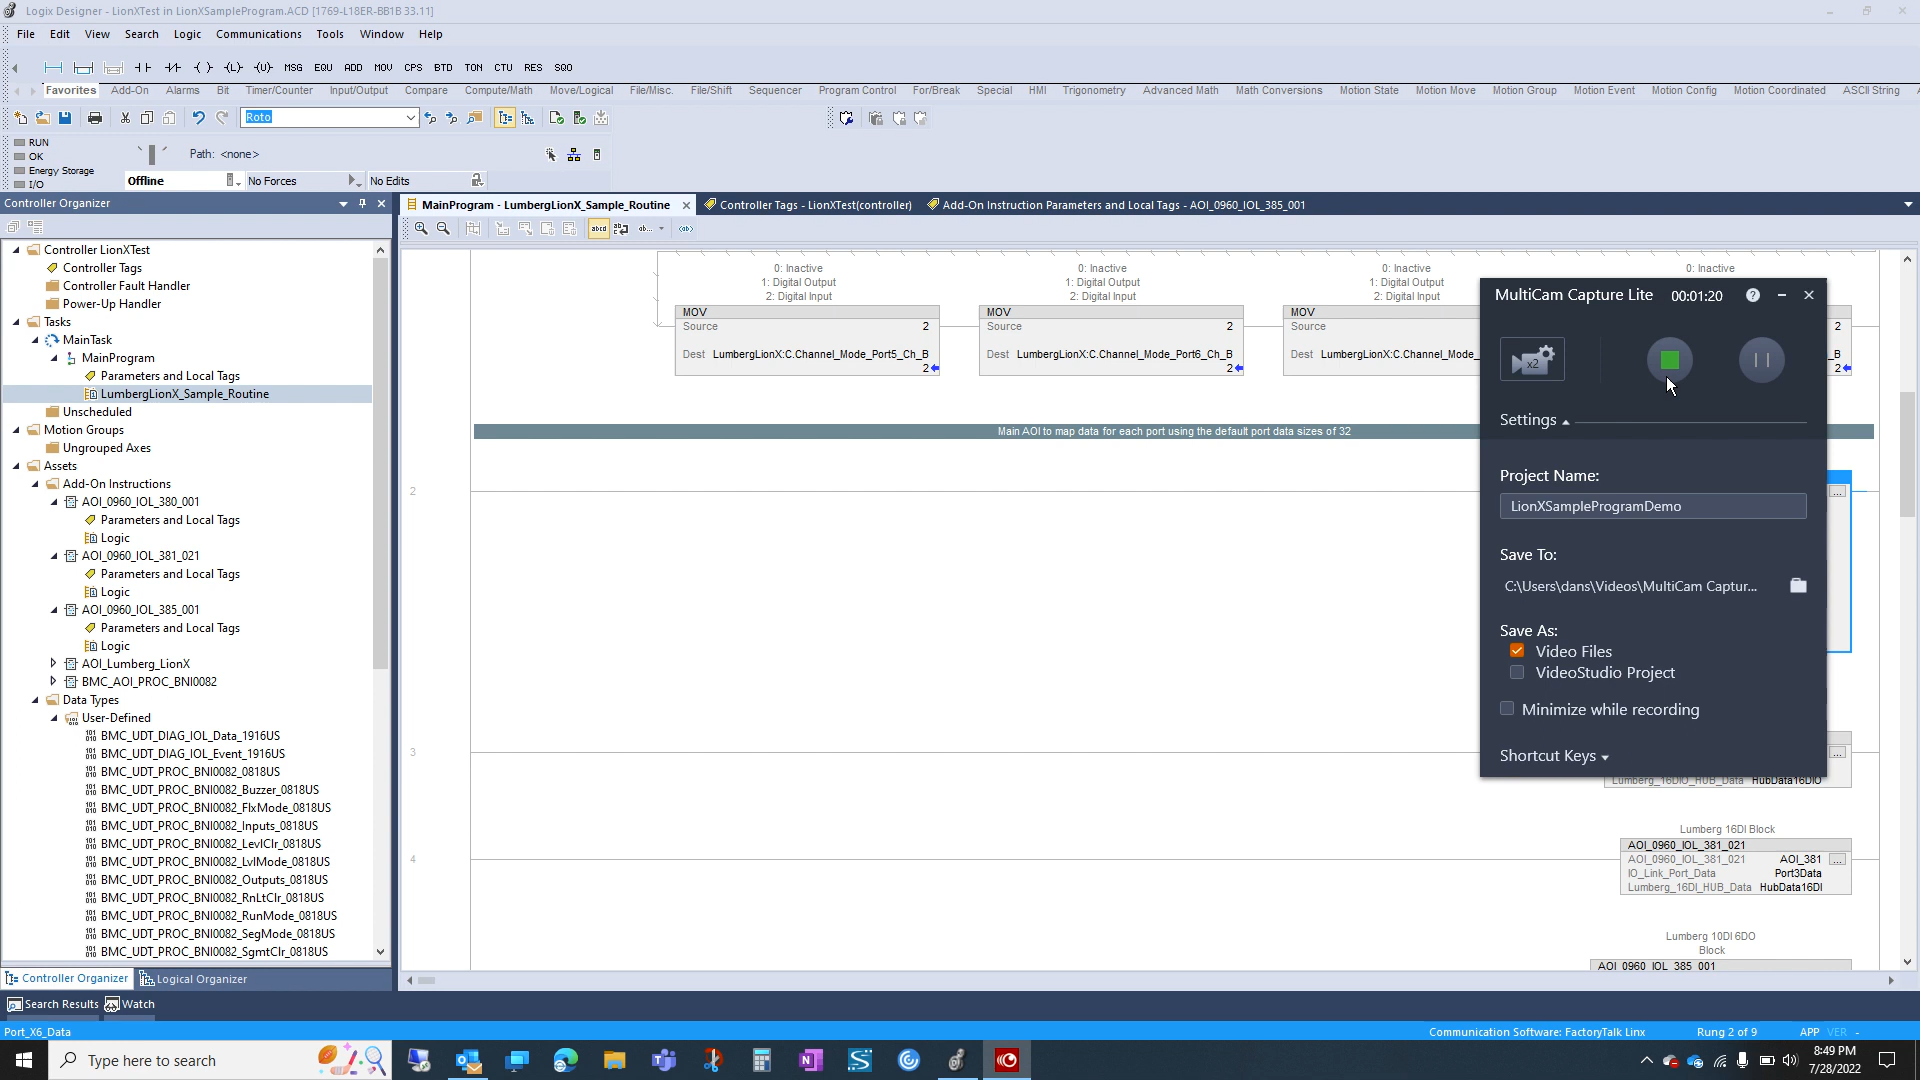 Logix Designer - LionXTest in LionXSampleProgram.ACD [1769-L18ER-BB1B 33.11]
File Edit View Search Logic Communications Tools Window Help
MSG EQU ADD MOV CPS BTD TON CTU RES SQO
Favorites Add-On Alarms Bit Timer/Counter Input/Output Compare Compute/Math Move/Logical File/Misc. File/Shift Sequencer Program Control For/Break Special HMI Trigonometry Advanced Math Math Conversions Motion State Motion Move Motion Group Motion Event Motion Config Motion Coordinated ASCII String
Roto
RUN
OK
Energy Storage
I/O
Path: <none>
Offline No Forces No Edits
Controller Organizer
MainProgram - LumbergLionX_Sample_Routine
Controller Tags - LionXTest(controller)
Add-On Instruction Parameters and Local Tags - AOI_0960_IOL_385_001
Controller LionXTest
Controller Tags
Controller Fault Handler
Power-Up Handler
Tasks
MainTask
MainProgram
Parameters and Local Tags
LumbergLionX_Sample_Routine
Unscheduled
Motion Groups
Ungrouped Axes
Assets
Add-On Instructions
AOI_0960_IOL_380_001
Parameters and Local Tags
Logic
AOI_0960_IOL_381_021
Parameters and Local Tags
Logic
AOI_0960_IOL_385_001
Parameters and Local Tags
Logic
AOI_Lumberg_LionX
BMC_AOI_PROC_BNI0082
Data Types
User-Defined
BMC_UDT_DIAG_IOL_Data_1916US
BMC_UDT_DIAG_IOL_Event_1916US
BMC_UDT_PROC_BNI0082_0818US
BMC_UDT_PROC_BNI0082_Buzzer_0818US
BMC_UDT_PROC_BNI0082_FlxMode_0818US
BMC_UDT_PROC_BNI0082_Inputs_0818US
BMC_UDT_PROC_BNI0082_LevlClr_0818US
BMC_UDT_PROC_BNI0082_LvlMode_0818US
BMC_UDT_PROC_BNI0082_Outputs_0818US
BMC_UDT_PROC_BNI0082_RnLtClr_0818US
BMC_UDT_PROC_BNI0082_RunMode_0818US
BMC_UDT_PROC_BNI0082_SegMode_0818US
BMC_UDT_PROC_BNI0082_SgmtClr_0818US
Controller Organizer Logical Organizer
abcd ab...
0: Inactive
1: Digital Output
2: Digital Input
MOV
Source 2
Dest LumbergLionX:C.Channel_Mode_Port5_Ch_B
2
0: Inactive
1: Digital Output
2: Digital Input
MOV
Source 2
Dest LumbergLionX:C.Channel_Mode_Port6_Ch_B
2
0: Inactive
1: Digital Output
2: Digital Input
MOV
Source
Dest LumbergLionX:C.Channel_Mode_
0: Inactive
2
_B
2
Main AOI to map data for each port using the default port data sizes of 32
2
...
3
...
Lumberg_16DIO_HUB_Data HubData16DIO
4
Lumberg 16DI Block
AOI_0960_IOL_381_021
AOI_0960_IOL_381_021 AOI_381 ...
IO_Link_Port_Data Port3Data
Lumberg_16DI_HUB_Data HubData16DI
Lumberg 10DI 6DO
Block
AOI_0960_IOL_385_001
MultiCam Capture Lite 00:01:20
x2
Settings
Project Name:
LionXSampleProgramDemo
Save To:
C:\Users\dans\Videos\MultiCam Captur...
Save As:
Video Files
VideoStudio Project
Minimize while recording
Shortcut Keys
Search Results Watch
Port_X6_Data
Communication Software: FactoryTalk Linx Rung 2 of 9 APP VER
Type here to search
8:49 PM
7/28/2022